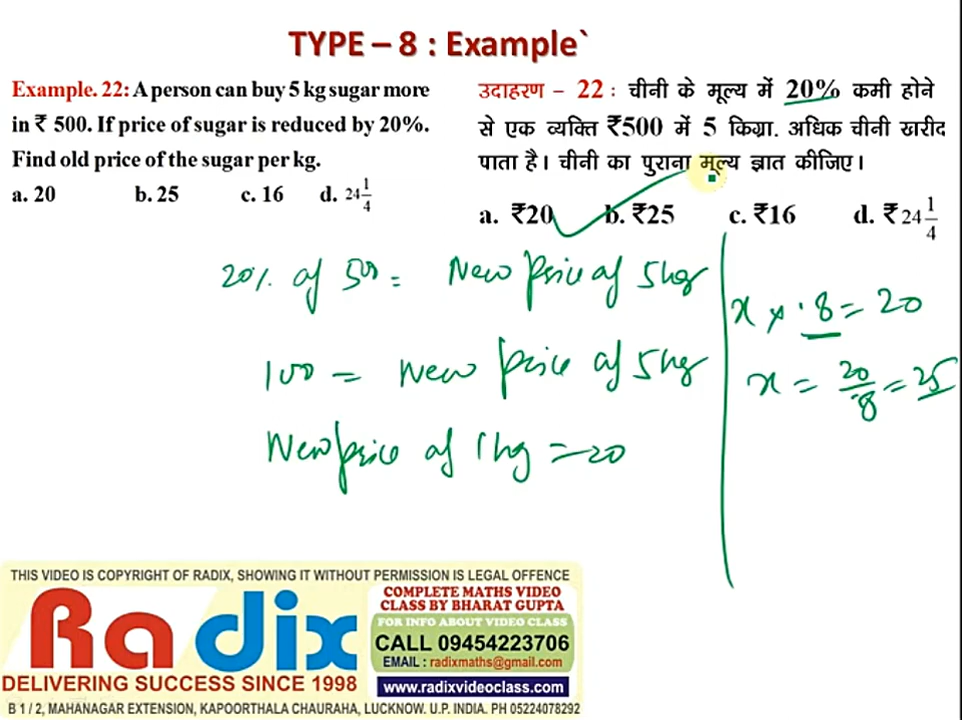 TYPE – 8 : Example`
Example. 22: A person can buy 5 kg sugar more
in ₹ 500. If price of sugar is reduced by 20%.
Find old price of the sugar per kg.
a. 20 b. 25 c. 16 d. 24 1/4
उदाहरण – 22 : चीनी के मूल्य में 20% कमी होने
से एक व्यक्ति ₹500 में 5 किग्रा. अधिक चीनी खरीद
पाता है। चीनी का पुराना मूल्य ज्ञात कीजिए।
a. ₹20 b. ₹25 c. ₹16 d. ₹ 24 1/4
20% of 500 = New price of 5kg
100 = New price of 5kg
New price of 1kg = 20
x × .8 = 20
x = 20/.8 = 25
THIS VIDEO IS COPYRIGHT OF RADIX, SHOWING IT WITHOUT PERMISSION IS LEGAL OFFENCE
Radix
DELIVERING SUCCESS SINCE 1998
COMPLETE MATHS VIDEO
CLASS BY BHARAT GUPTA
FOR INFO ABOUT VIDEO CLASS
CALL 09454223706
EMAIL : radixmaths@gmail.com
www.radixvideoclass.com
B 1 / 2, MAHANAGAR EXTENSION, KAPOORTHALA CHAURAHA, LUCKNOW. U.P. INDIA. PH 05224078292